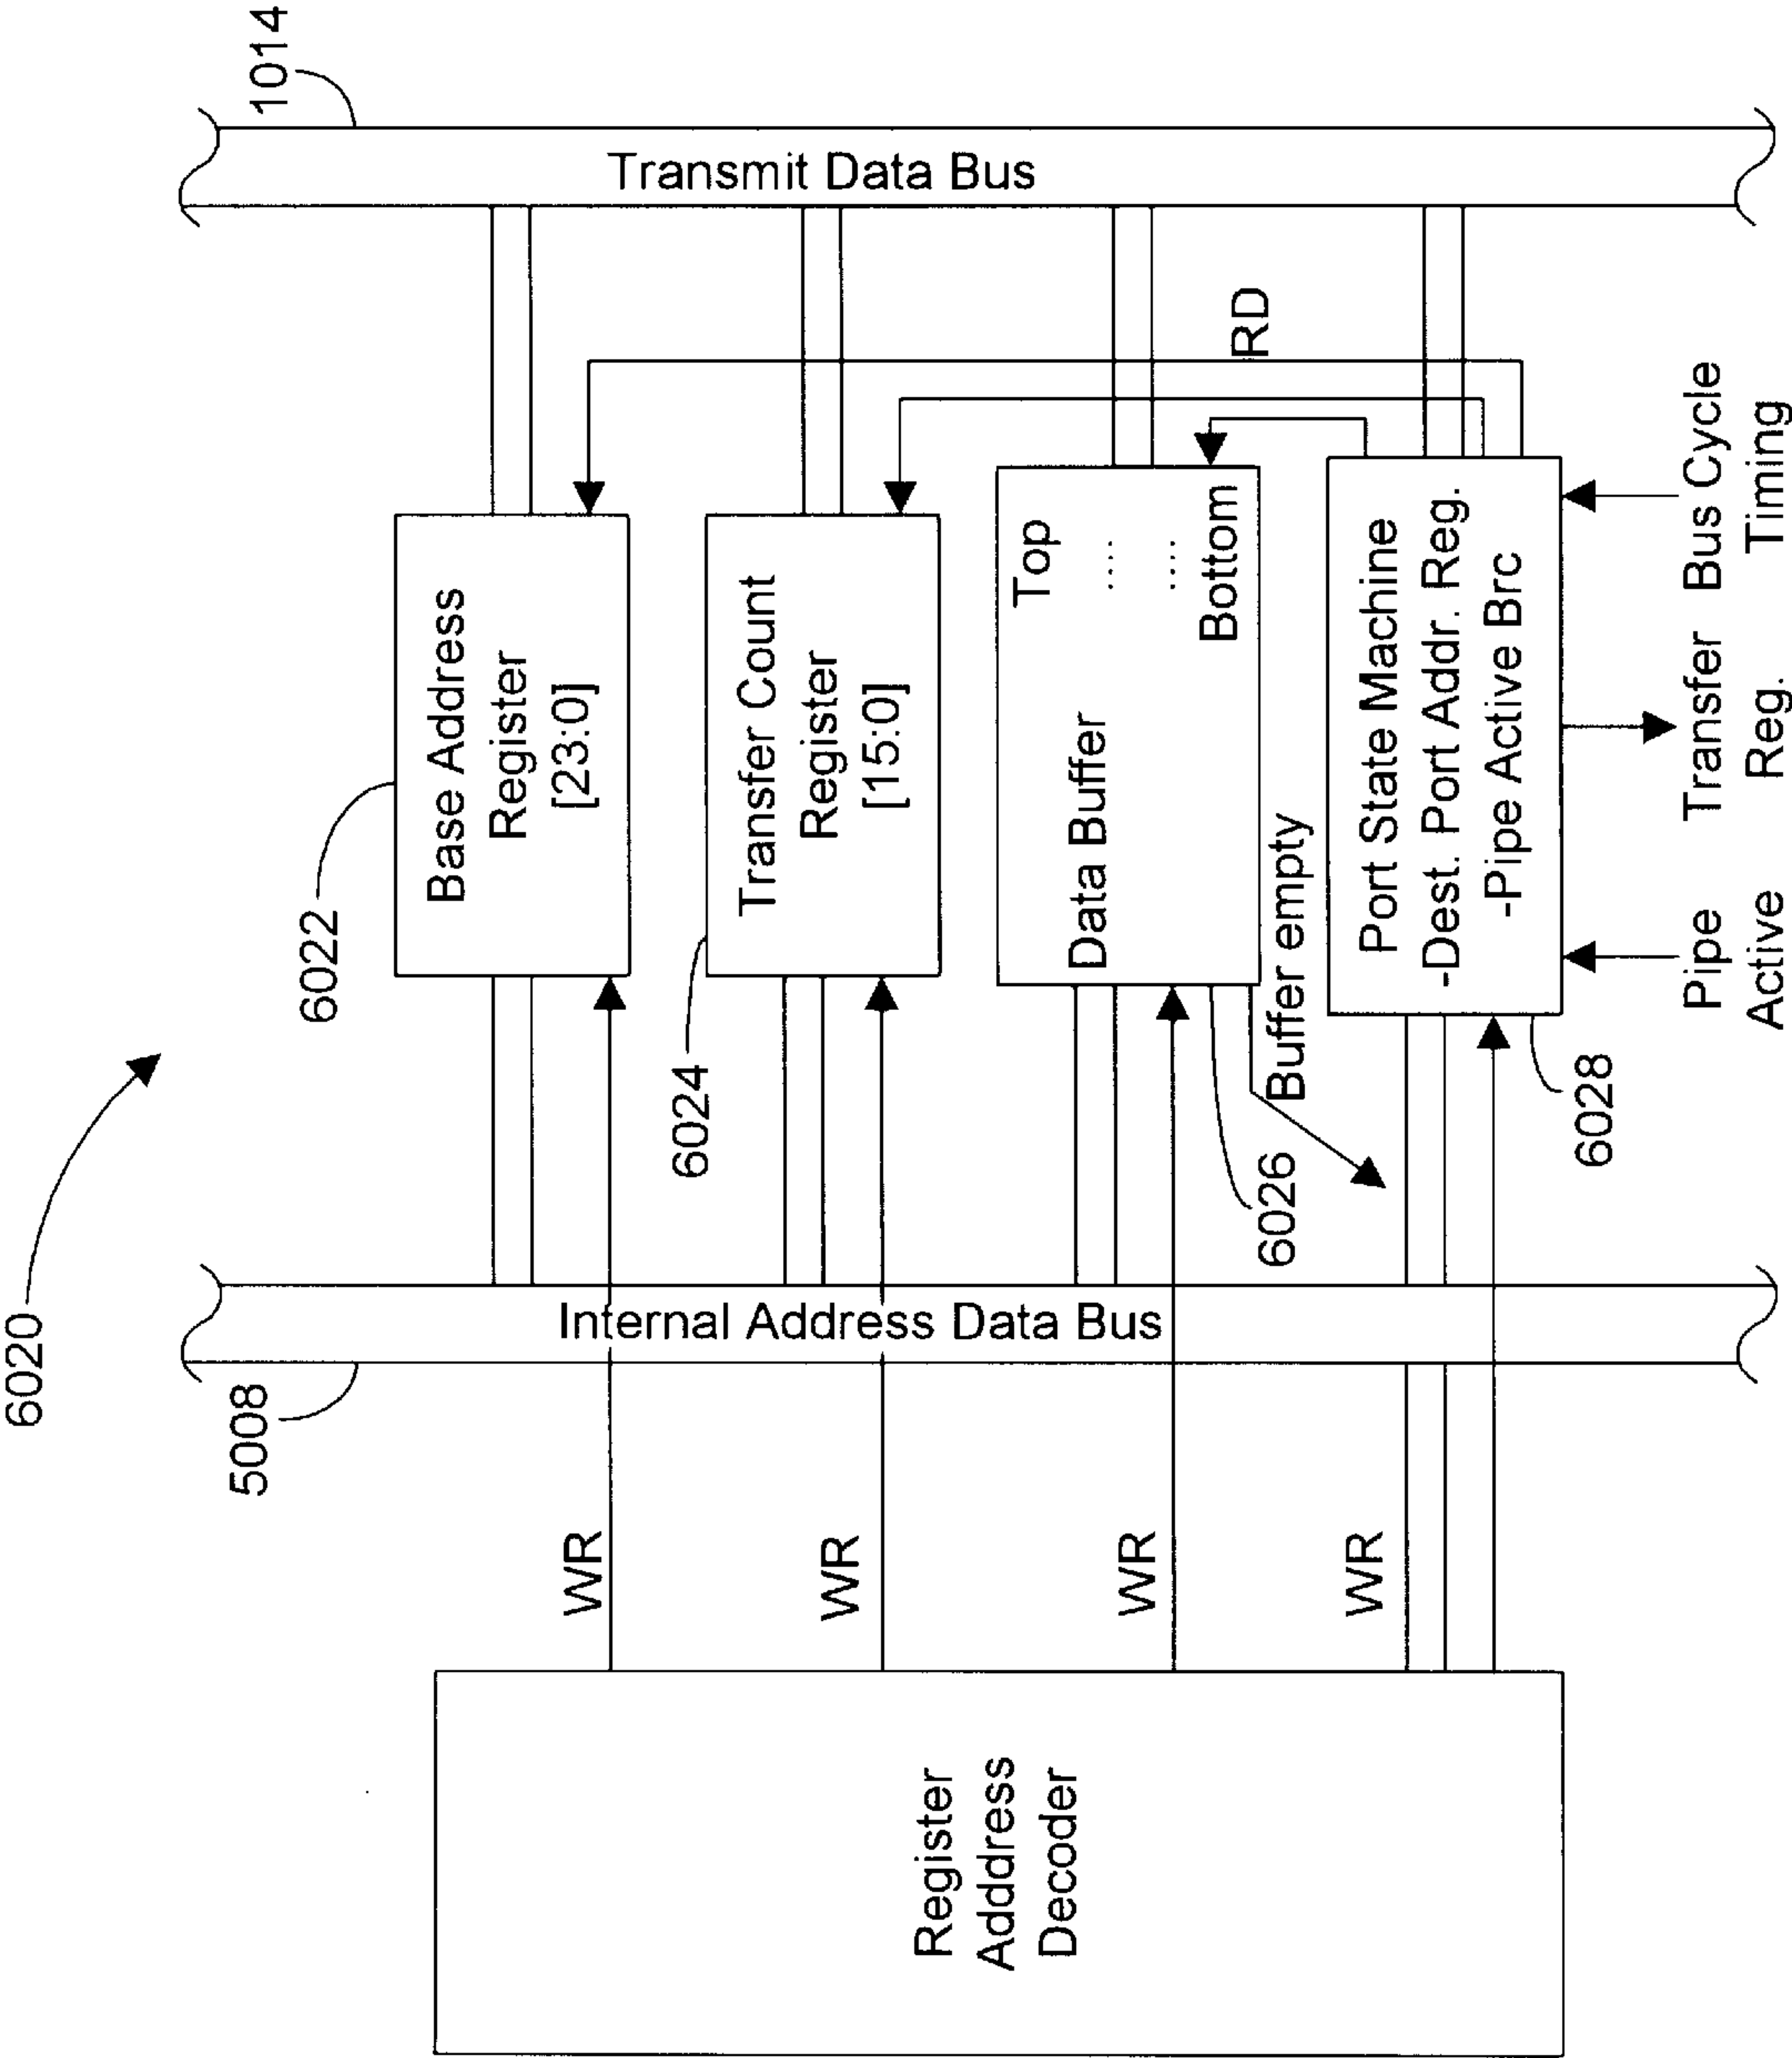 6020
5008
Internal Address Data Bus
1014
Transmit Data Bus
Register
Adddress
Decoder
WR
WR
WR
WR
6022
Base Address
Register
[23:0]
6024
Transfer Count
Register
[15:0]
6026
Data Buffer
Top
.....
.....
Bottom
Buffer empty
RD
6028
Port State Machine
-Dest. Port Addr. Reg.
-Pipe Active Brc
Pipe
Active
Transfer
Reg.
Bus Cycle
Timing